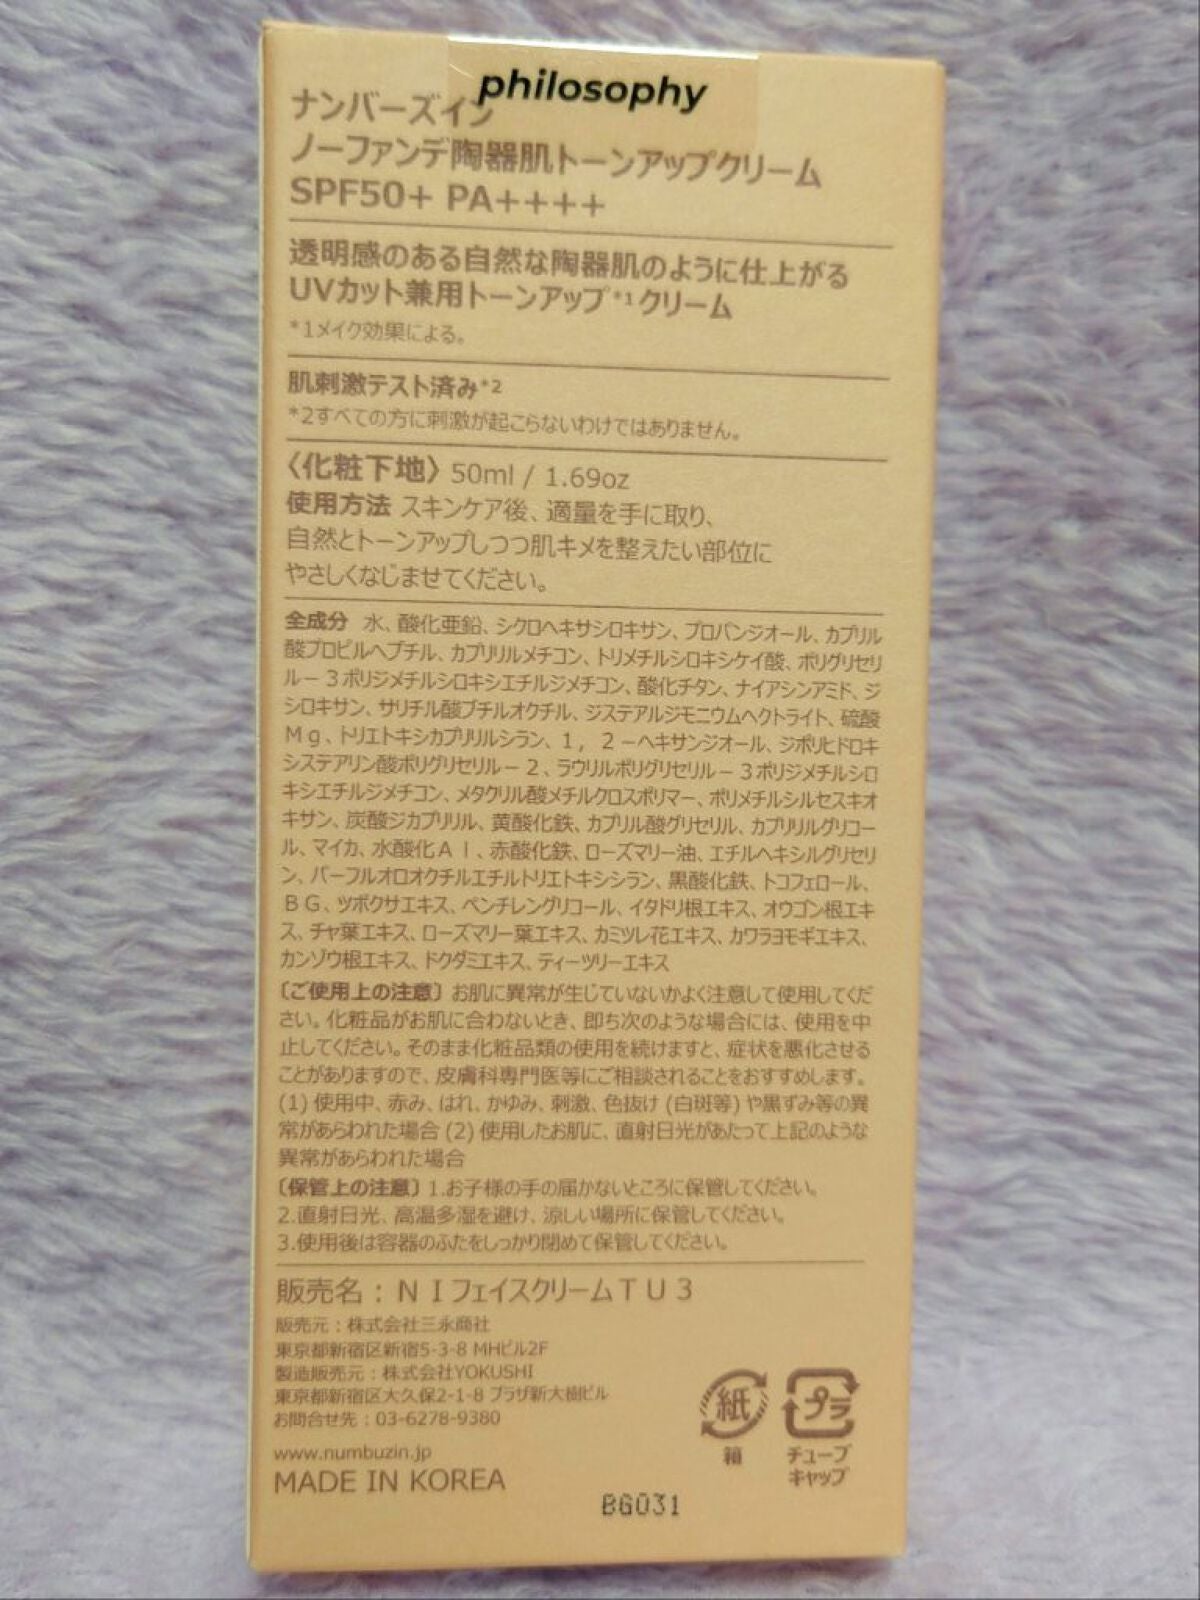 philosophy
ナンバーズイン
ノーファンデ陶器肌トーンアップクリーム
SPF50+ PA++++
透明感のある自然な陶器肌のように仕上がる
UVカット兼用トーンアップ*1クリーム
*1メイク効果による。
肌刺激テスト済み*2
*2すべての方に刺激が起こらないわけではありません。
〈化粧下地〉 50ml / 1.69oz
使用方法 スキンケア後、適量を手に取り、
自然とトーンアップしつつ肌キメを整えたい部位に
やさしくなじませてください。
全成分 水、酸化亜鉛、シクロヘキサシロキサン、プロパンジオール、カプリル
酸プロピルヘプチル、カプリリルメチコン、トリメチルシロキシケイ酸、ポリグリセリ
ル－3ポリジメチルシロキシエチルジメチコン、酸化チタン、ナイアシンアミド、ジ
シロキサン、サリチル酸ブチルオクチル、ジステアルジモニウムヘクトライト、硫酸
Mg、トリエトキシカプリリルシラン、1，2－ヘキサンジオール、ジポリヒドロキ
システアリン酸ポリグリセリル－2、ラウリルポリグリセリル－3ポリジメチルシロ
キシエチルジメチコン、メタクリル酸メチルクロスポリマー、ポリメチルシルセスキオ
キサン、炭酸ジカプリリル、黄酸化鉄、カプリル酸グリセリル、カプリリルグリコー
ル、マイカ、水酸化Al、赤酸化鉄、ローズマリー油、エチルヘキシルグリセリ
ン、パーフルオロオクチルエチルトリエトキシシラン、黒酸化鉄、トコフェロール、
BG、ツボクサエキス、ペンチレングリコール、イタドリ根エキス、オウゴン根エキ
ス、チャ葉エキス、ローズマリー葉エキス、カミツレ花エキス、カワラヨモギエキス、
カンゾウ根エキス、ドクダミエキス、ティーツリーエキス
〔ご使用上の注意〕お肌に異常が生じていないかよく注意して使用してくだ
さい。化粧品がお肌に合わないとき、即ち次のような場合には、使用を中
止してください。そのまま化粧品類の使用を続けますと、症状を悪化させる
ことがありますので、皮膚科専門医等にご相談されることをおすすめします。
(1) 使用中、赤み、はれ、かゆみ、刺激、色抜け (白斑等) や黒ずみ等の異
常があらわれた場合 (2) 使用したお肌に、直射日光があたって上記のような
異常があらわれた場合
〔保管上の注意〕1.お子様の手の届かないところに保管してください。
2.直射日光、高温多湿を避け、涼しい場所に保管してください。
3.使用後は容器のふたをしっかり閉めて保管してください。
販売名：NIフェイスクリームTU3
販売元：株式会社三永商社
東京都新宿区新宿5-3-8 MHビル2F
製造販売元：株式会社YOKUSHI
東京都新宿区大久保2-1-8 プラザ新大樹ビル
お問合せ先：03-6278-9380
www.numbuzin.jp
MADE IN KOREA
紙
箱
プラ
チューブ
キャップ
BG031